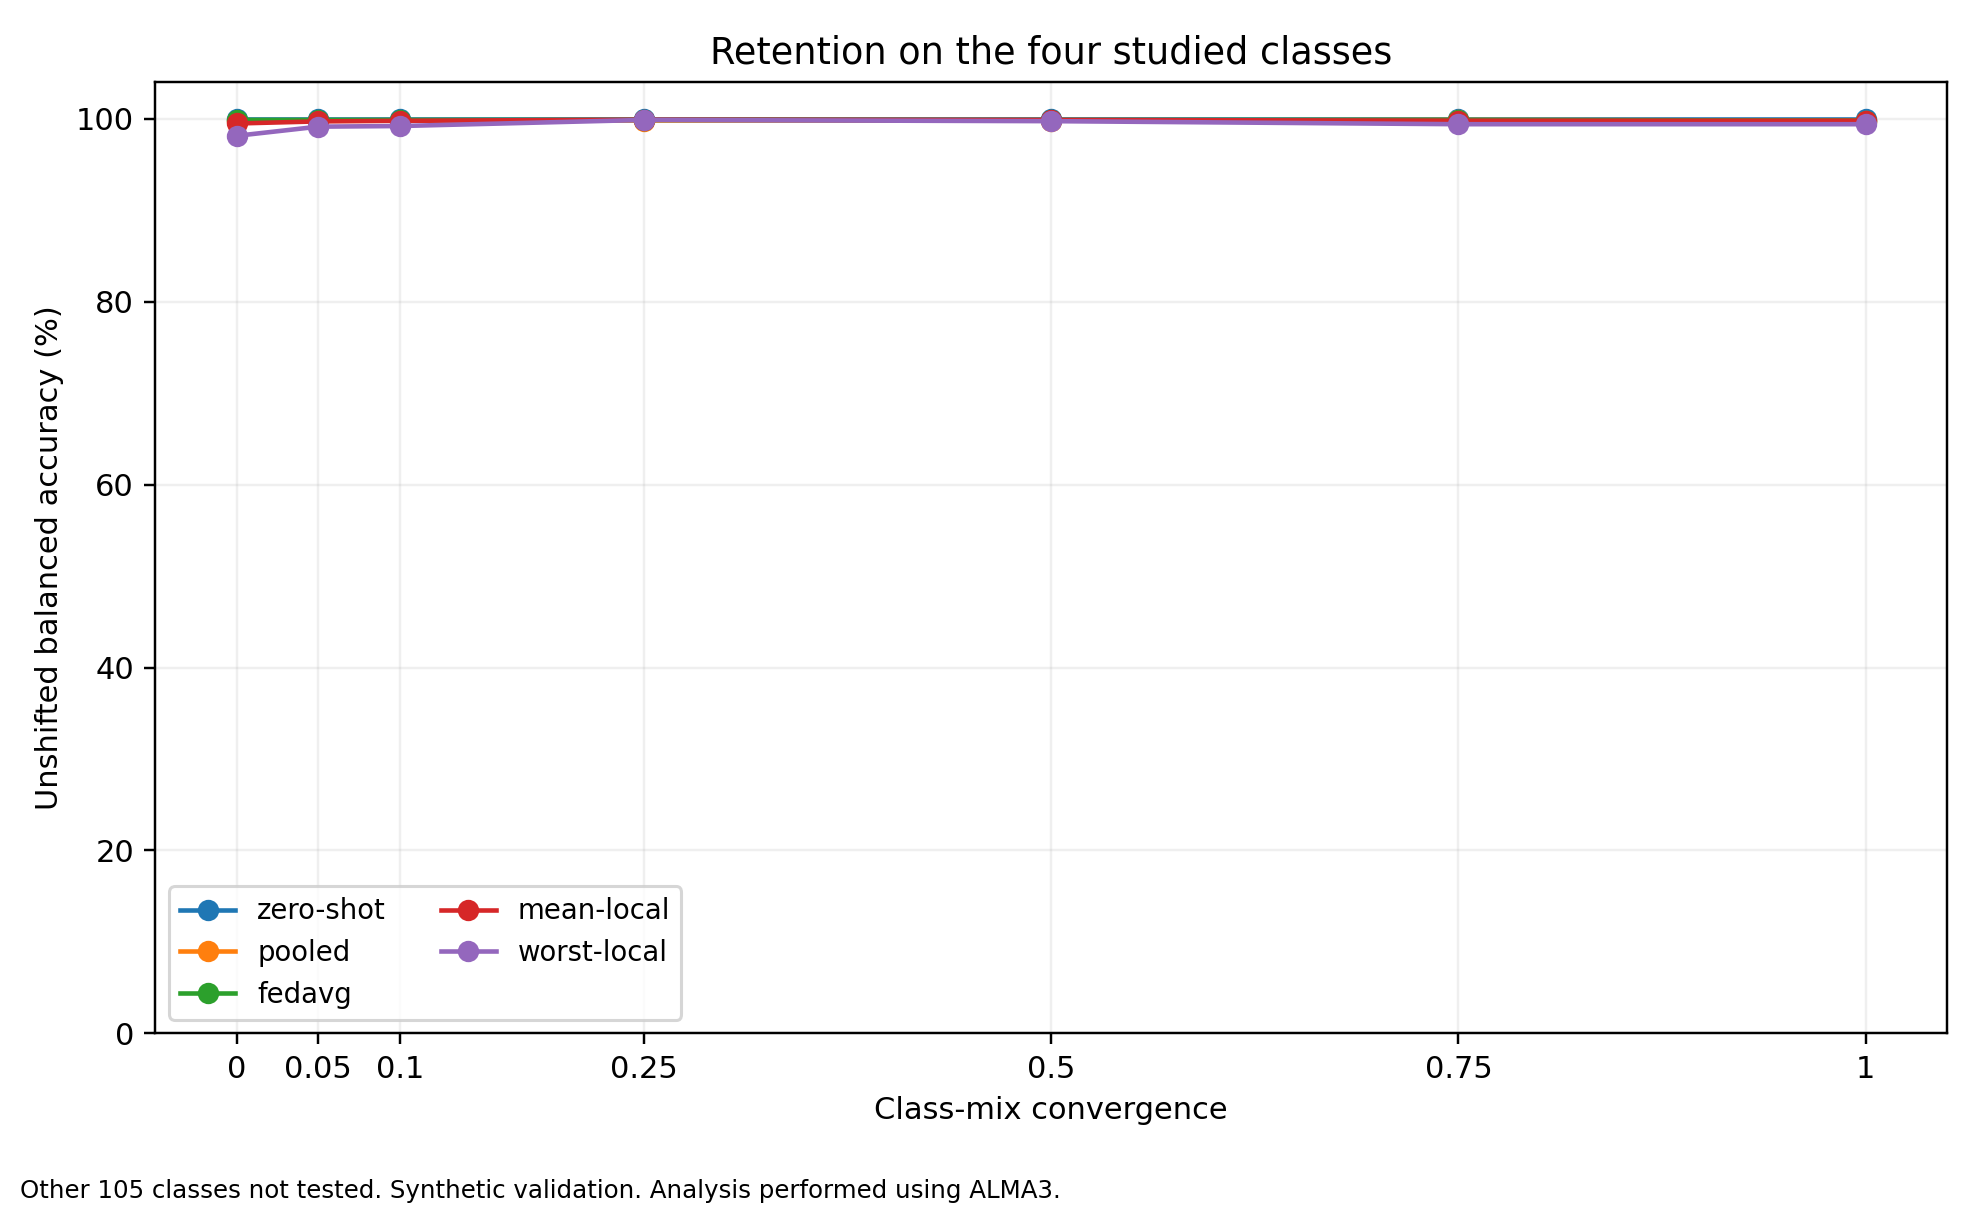 Retention on the four studied classes
Unshifted balanced accuracy (%)
100
80
60
40
20
0
zero-shot
pooled
fedavg
mean-local
worst-local
0 0.05 0.1 0.25 0.5 0.75 1
Class-mix convergence
Other 105 classes not tested. Synthetic validation. Analysis performed using ALMA3.